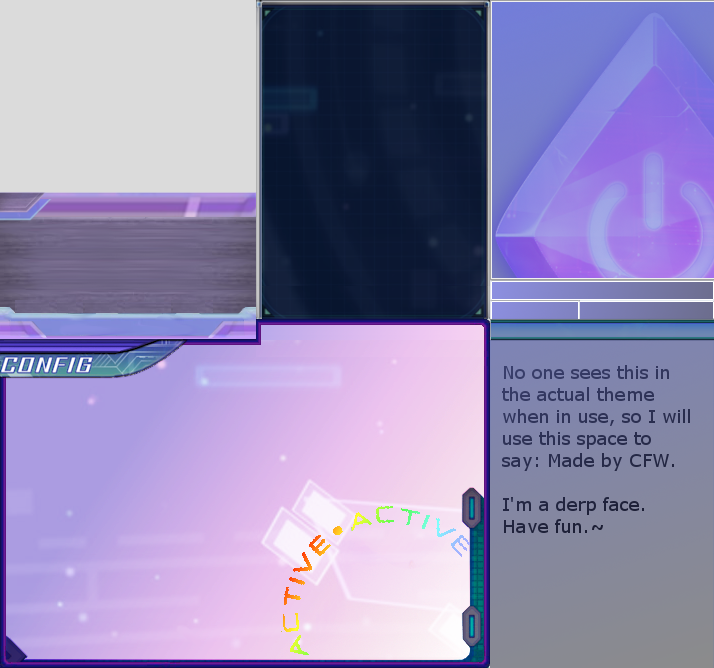 CONFIG
ACTIVE • ACTIVE
No one sees this in
the actual theme
when in use, so I will
use this space to
say: Made by CFW.
I'm a derp face.
Have fun.~